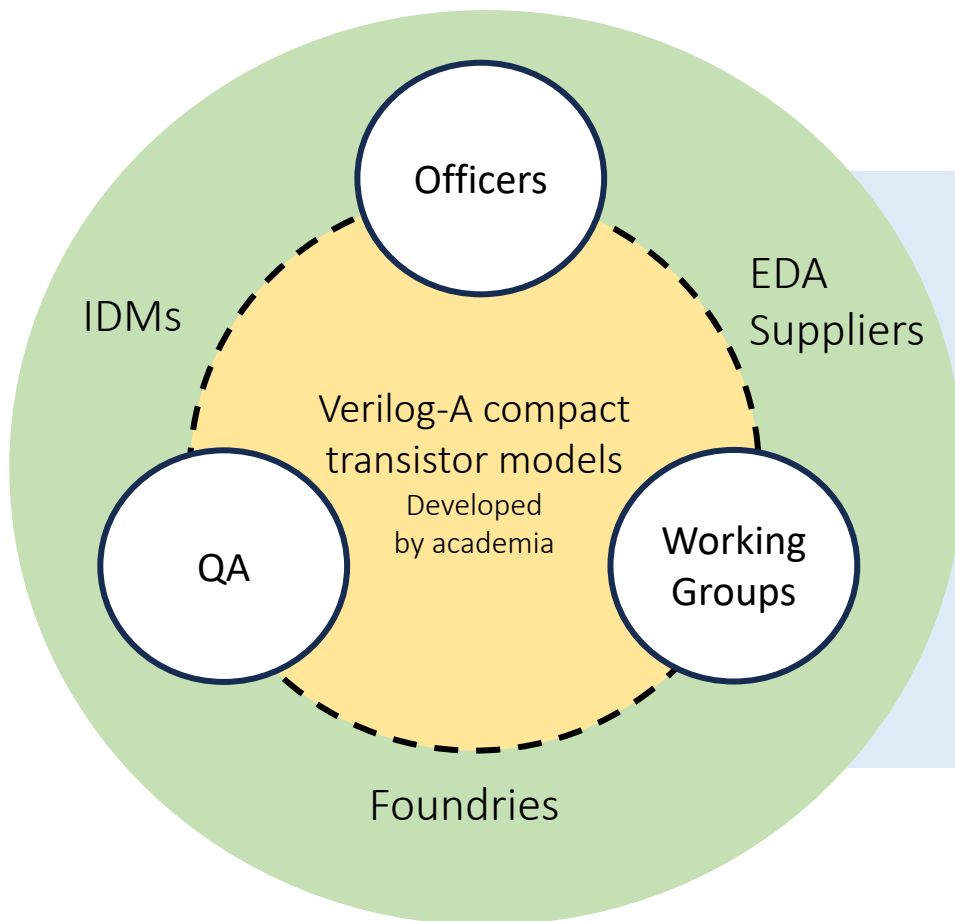 Officers
IDMs
EDA
Suppliers
Verilog-A compact
transistor models
Developed
by academia
QA
Working
Groups
Foundries